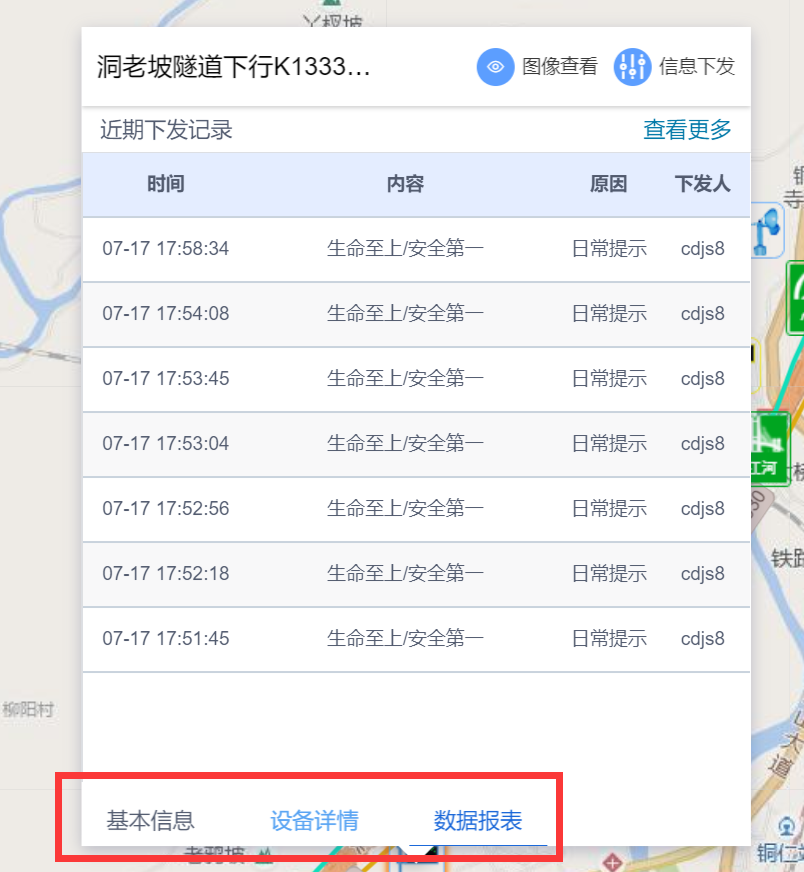 丫杈坡
洞老坡隧道下行K1333... 图像查看 信息下发
近期下发记录 查看更多
时间 内容 原因 下发人
07-17 17:58:34 生命至上/安全第一 日常提示 cdjs8
07-17 17:54:08 生命至上/安全第一 日常提示 cdjs8
07-17 17:53:45 生命至上/安全第一 日常提示 cdjs8
07-17 17:53:04 生命至上/安全第一 日常提示 cdjs8
07-17 17:52:56 生命至上/安全第一 日常提示 cdjs8
07-17 17:52:18 生命至上/安全第一 日常提示 cdjs8
07-17 17:51:45 生命至上/安全第一 日常提示 cdjs8
寺
江河
铁路
柳阳村
大道
基本信息 设备详情 数据报表
铜仁